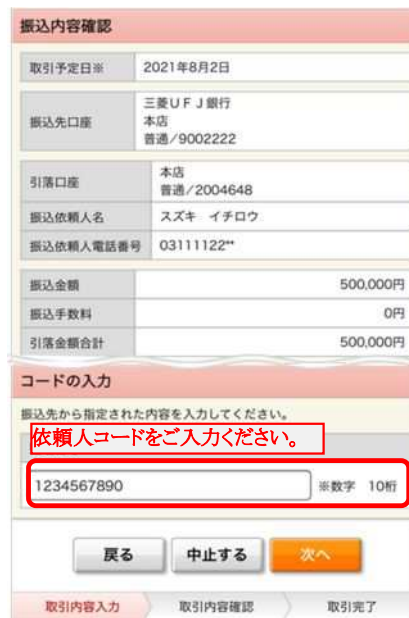 振込内容確認
取引予定日※ 2021年8月2日
振込先口座 三菱UFJ銀行
本店
普通/9002222
引落口座 本店
普通/2004648
振込依頼人名 スズキ イチロウ
振込依頼人電話番号 03111122**
振込金額 500,000円
振込手数料 0円
引落金額合計 500,000円
コードの入力
振込先から指定された内容を入力してください。
依頼人コードをご入力ください。
1234567890 ※数字 10桁
戻る 中止する 次へ
取引内容入力 取引内容確認 取引完了